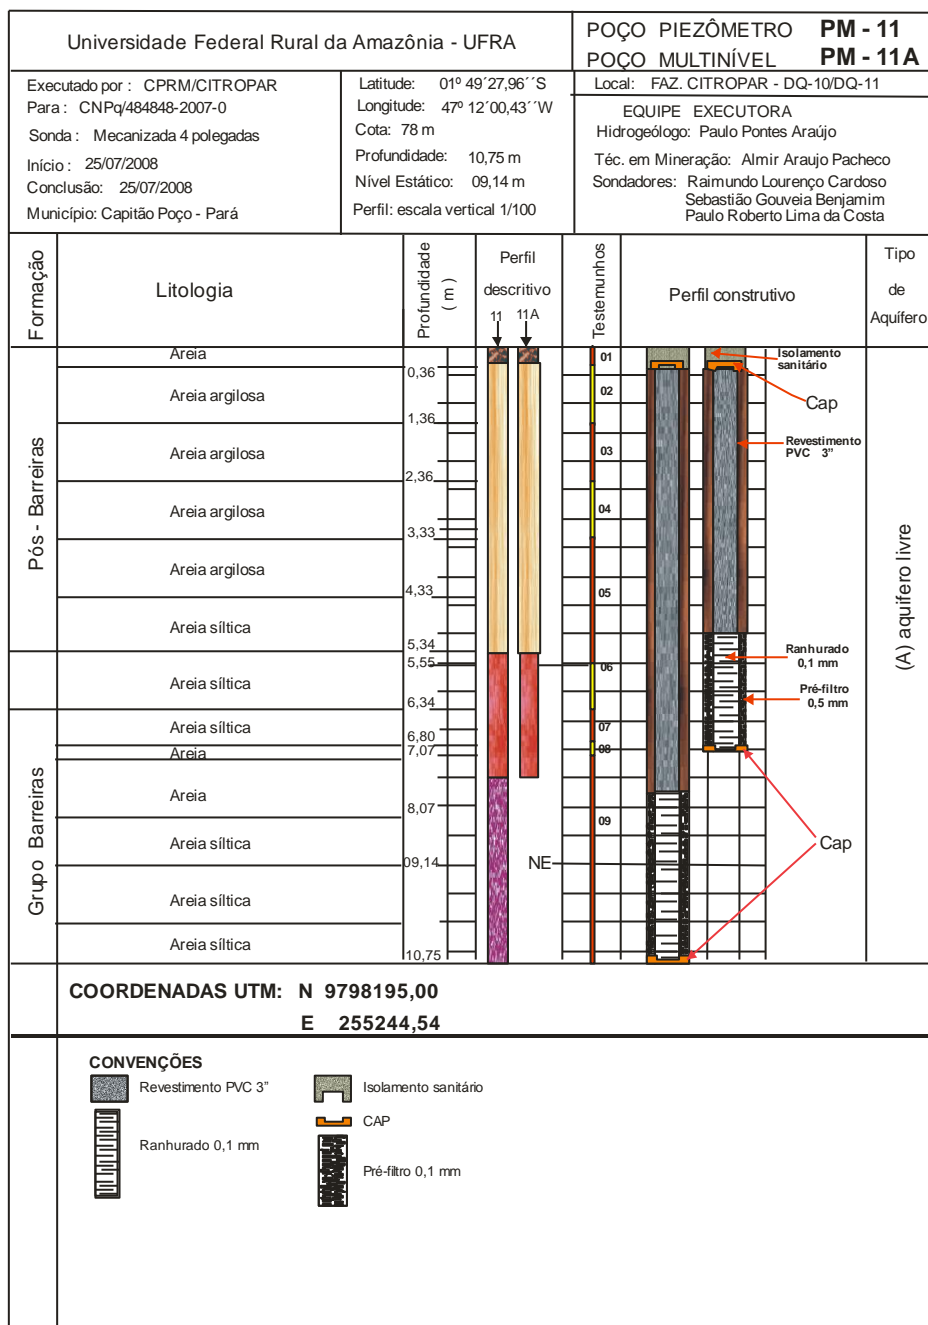 Universidade Federal Rural da Amazônia - UFRA
POÇO PIEZÔMETRO PM - 11
POÇO MULTINÍVEL PM - 11A
Executado por : CPRM/CITROPAR
Para : CNPq/484848-2007-0
Sonda : Mecanizada 4 polegadas
Início : 25/07/2008
Conclusão: 25/07/2008
Município: Capitão Poço - Pará
Latitude: 01º 49´27,96´´S
Longitude: 47º 12´00,43´´W
Cota: 78 m
Profundidade: 10,75 m
Nível Estático: 09,14 m
Perfil: escala vertical 1/100
Local: FAZ. CITROPAR - DQ-10/DQ-11
EQUIPE EXECUTORA
Hidrogeólogo: Paulo Pontes Araújo
Téc. em Mineração: Almir Araujo Pacheco
Sondadores: Raimundo Lourenço Cardoso
Sebastião Gouveia Benjamim
Paulo Roberto Lima da Costa
Formação
Litologia
Profundidade
( m )
Perfil
descritivo
11 11A
Testemunhos
Perfil construtivo
Tipo
de
Aquífero
Pós - Barreiras
Grupo Barreiras
Areia
Areia argilosa
Areia argilosa
Areia argilosa
Areia argilosa
Areia síltica
Areia síltica
Areia síltica
Areia
Areia
Areia síltica
Areia síltica
Areia síltica
0,36
1,36
2,36
3,33
4,33
5,34
5,55
6,34
6,80
7,07
8,07
09,14
10,75
NE
01
02
03
04
05
06
07
08
09
Isolamento
sanitário
Cap
Revestimento
PVC 3”
Ranhurado
0,1 mm
Pré-filtro
0,5 mm
Cap
(A) aquífero livre
COORDENADAS UTM: N 9798195,00
E 255244,54
CONVENÇÕES
Revestimento PVC 3”
Isolamento sanitário
CAP
Ranhurado 0,1 mm
Pré-filtro 0,1 mm